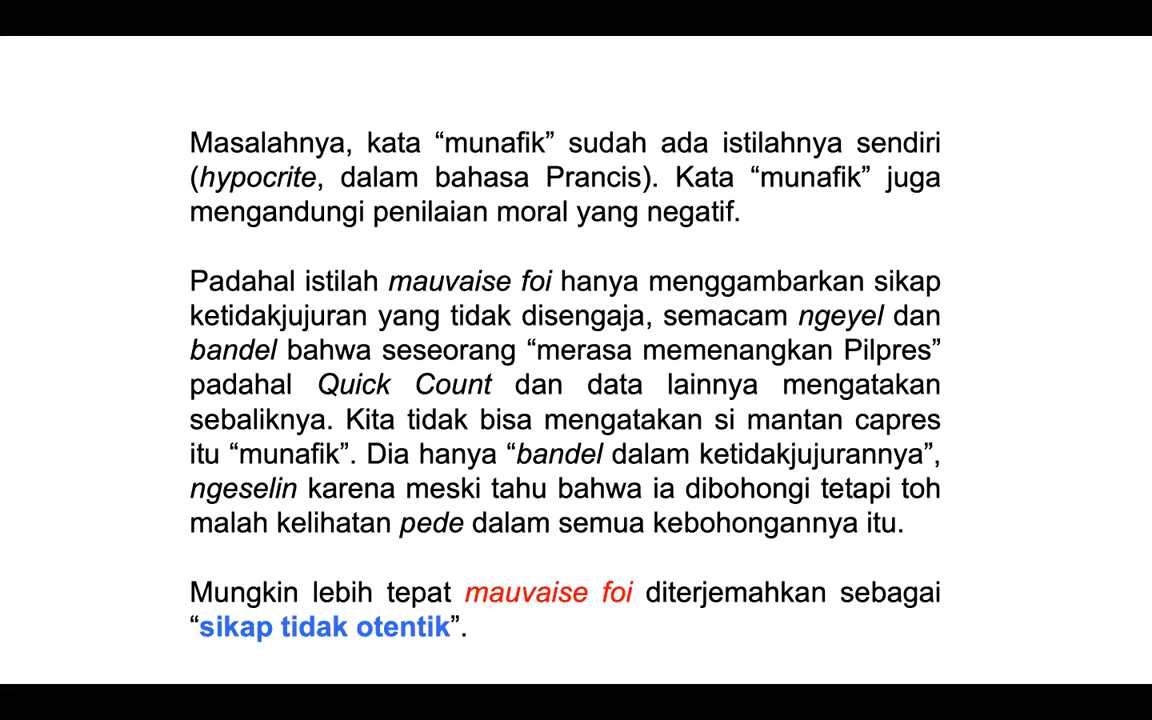 Masalahnya, kata “munafik” sudah ada istilahnya sendiri
(hypocrite, dalam bahasa Prancis). Kata “munafik” juga
mengandungi penilaian moral yang negatif.
Padahal istilah mauvaise foi hanya menggambarkan sikap
ketidakjujuran yang tidak disengaja, semacam ngeyel dan
bandel bahwa seseorang “merasa memenangkan Pilpres”
padahal Quick Count dan data lainnya mengatakan
sebaliknya. Kita tidak bisa mengatakan si mantan capres
itu “munafik”. Dia hanya “bandel dalam ketidakjujurannya”,
ngeselin karena meski tahu bahwa ia dibohongi tetapi toh
malah kelihatan pede dalam semua kebohongannya itu.
Mungkin lebih tepat mauvaise foi diterjemahkan sebagai
“sikap tidak otentik”.